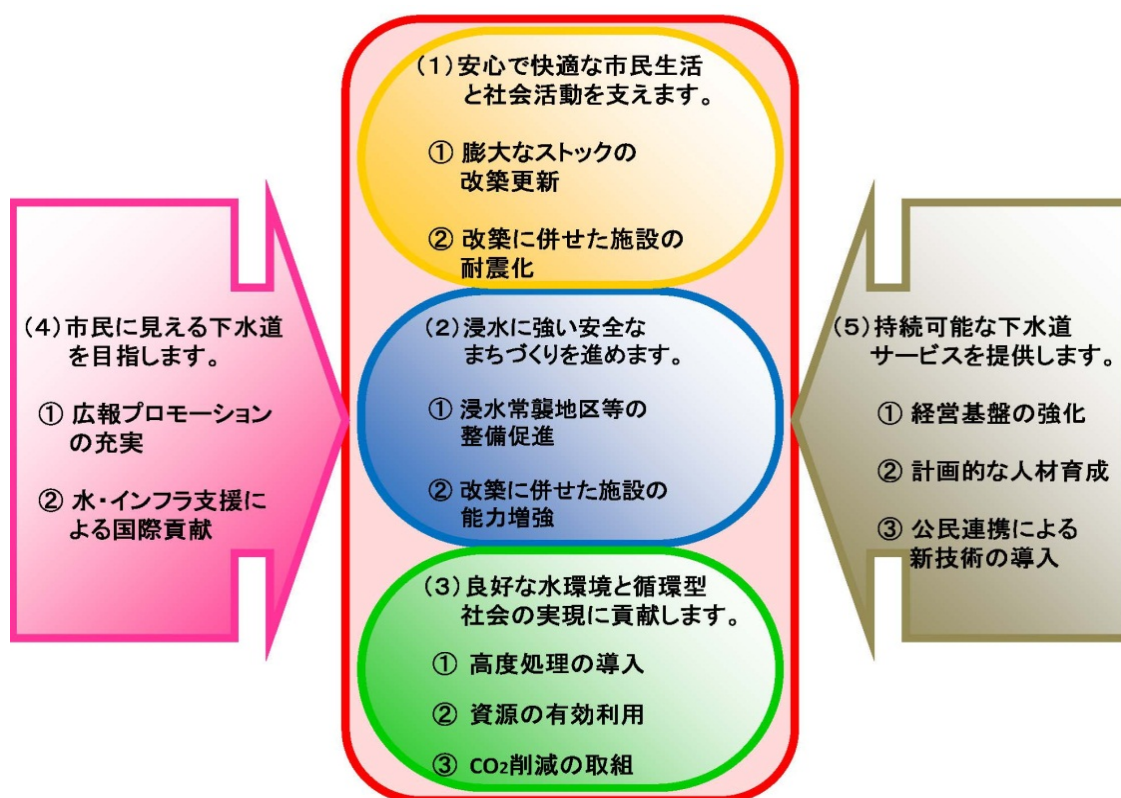 (1)安心で快適な市民生活
と社会活動を支えます。
① 膨大なストックの
改築更新
② 改築に併せた施設の
耐震化
(2)浸水に強い安全な
まちづくりを進めます。
① 浸水常襲地区等の
整備促進
② 改築に併せた施設の
能力増強
(3)良好な水環境と循環型
社会の実現に貢献します。
① 高度処理の導入
② 資源の有効利用
③ CO₂削減の取組
(4)市民に見える下水道
を目指します。
① 広報プロモーション
の充実
② 水・インフラ支援に
よる国際貢献
(5)持続可能な下水道
サービスを提供します。
① 経営基盤の強化
② 計画的な人材育成
③ 公民連携による
新技術の導入